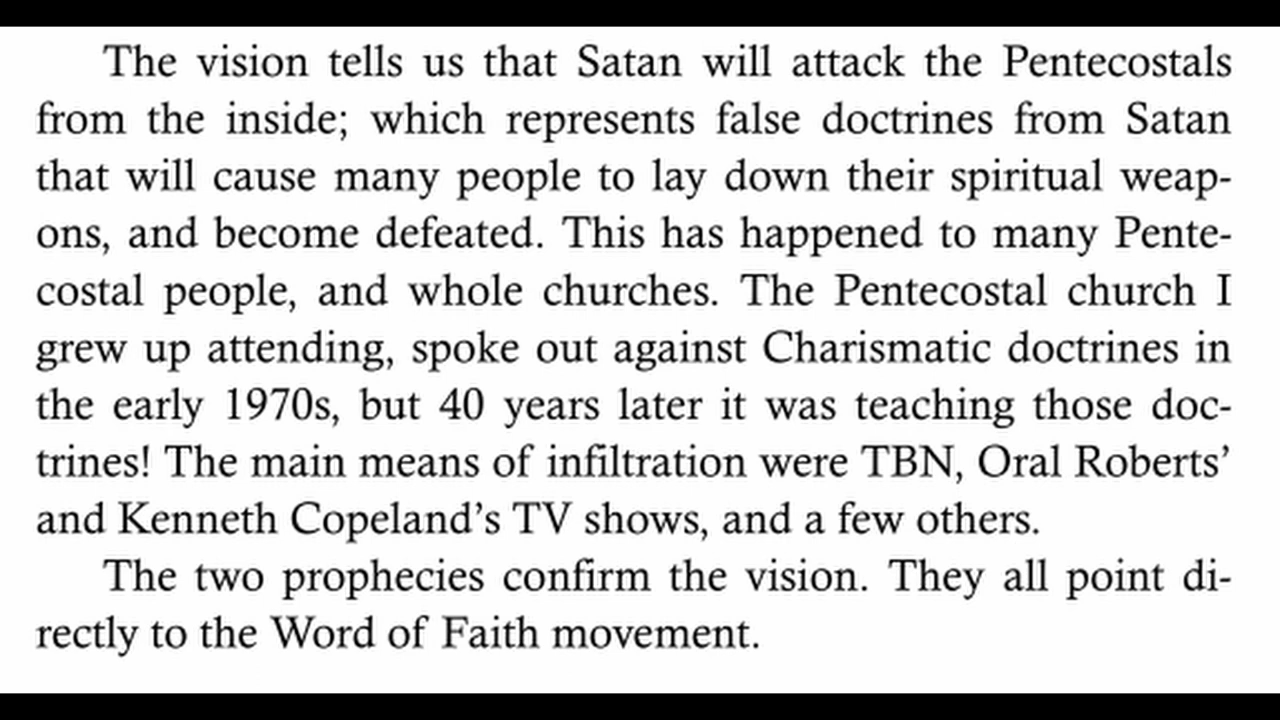 The vision tells us that Satan will attack the Pentecostals
from the inside; which represents false doctrines from Satan
that will cause many people to lay down their spiritual weap-
ons, and become defeated. This has happened to many Pente-
costal people, and whole churches. The Pentecostal church I
grew up attending, spoke out against Charismatic doctrines in
the early 1970s, but 40 years later it was teaching those doc-
trines! The main means of infiltration were TBN, Oral Roberts’
and Kenneth Copeland’s TV shows, and a few others.
The two prophecies confirm the vision. They all point di-
rectly to the Word of Faith movement.